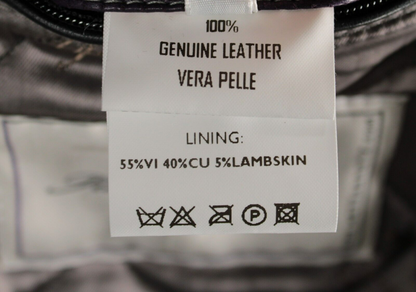 100%
GENUINE LEATHER
VERA PELLE
LINING:
55%VI 40%CU 5%LAMBSKIN
P